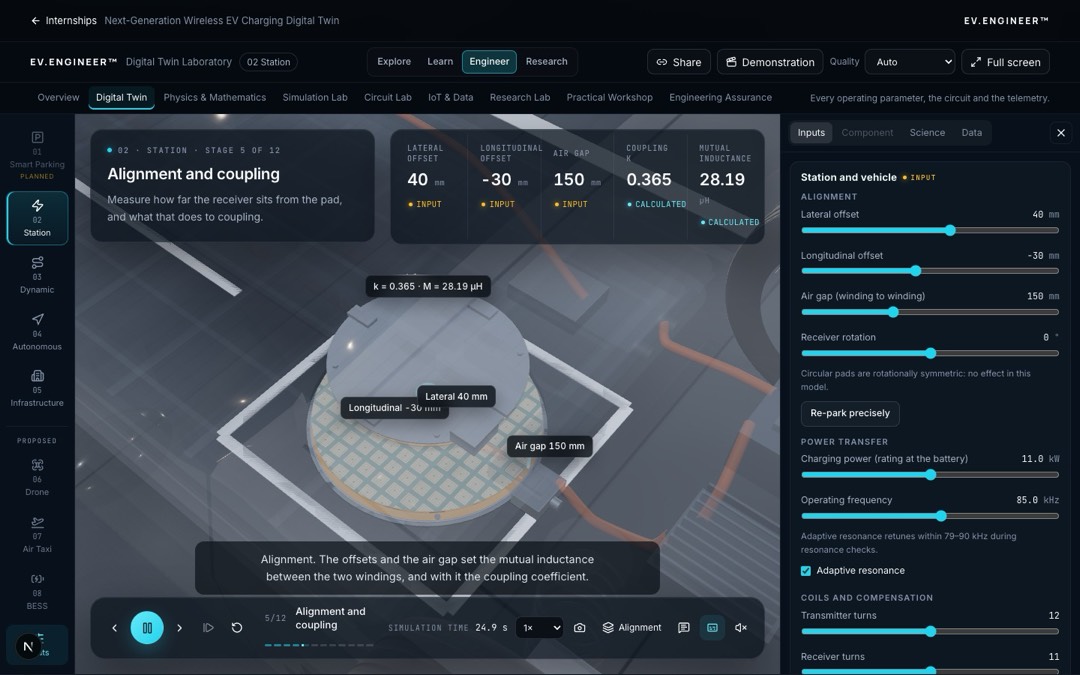 Internships Next-Generation Wireless EV Charging Digital Twin
EV.ENGINEER™
EV.ENGINEER™ Digital Twin Laboratory 02 Station
Explore Learn Engineer Research
Share Demonstration Quality Auto Full screen
Overview Digital Twin Physics & Mathematics Simulation Lab Circuit Lab IoT & Data Research Lab Practical Workshop Engineering Assurance
Every operating parameter, the circuit and the telemetry.
01
Smart Parking
PLANNED
02
Station
03
Dynamic
04
Autonomous
05
Infrastructure
PROPOSED
06
Drone
07
Air Taxi
08
BESS
N
02 · STATION · STAGE 5 OF 12
Alignment and coupling
Measure how far the receiver sits from the pad,
and what that does to coupling.
LATERAL OFFSET
40 mm
INPUT
LONGITUDINAL OFFSET
-30 mm
INPUT
AIR GAP
150 mm
INPUT
COUPLING K
0.365
CALCULATED
MUTUAL INDUCTANCE
28.19 µH
CALCULATED
k = 0.365 · M = 28.19 µH
Lateral 40 mm
Longitudinal -30 mm
Air gap 150 mm
Alignment. The offsets and the air gap set the mutual inductance
between the two windings, and with it the coupling coefficient.
5/12
Alignment and
coupling
SIMULATION TIME 24.9 s
1×
Alignment
Inputs Component Science Data
Station and vehicle INPUT
ALIGNMENT
Lateral offset 40 mm
Longitudinal offset -30 mm
Air gap (winding to winding) 150 mm
Receiver rotation 0 °
Circular pads are rotationally symmetric: no effect in this
model.
Re-park precisely
POWER TRANSFER
Charging power (rating at the battery) 11.0 kW
Operating frequency 85.0 kHz
Adaptive resonance retunes within 79–90 kHz during
resonance checks.
Adaptive resonance
COILS AND COMPENSATION
Transmitter turns 12
Receiver turns 11